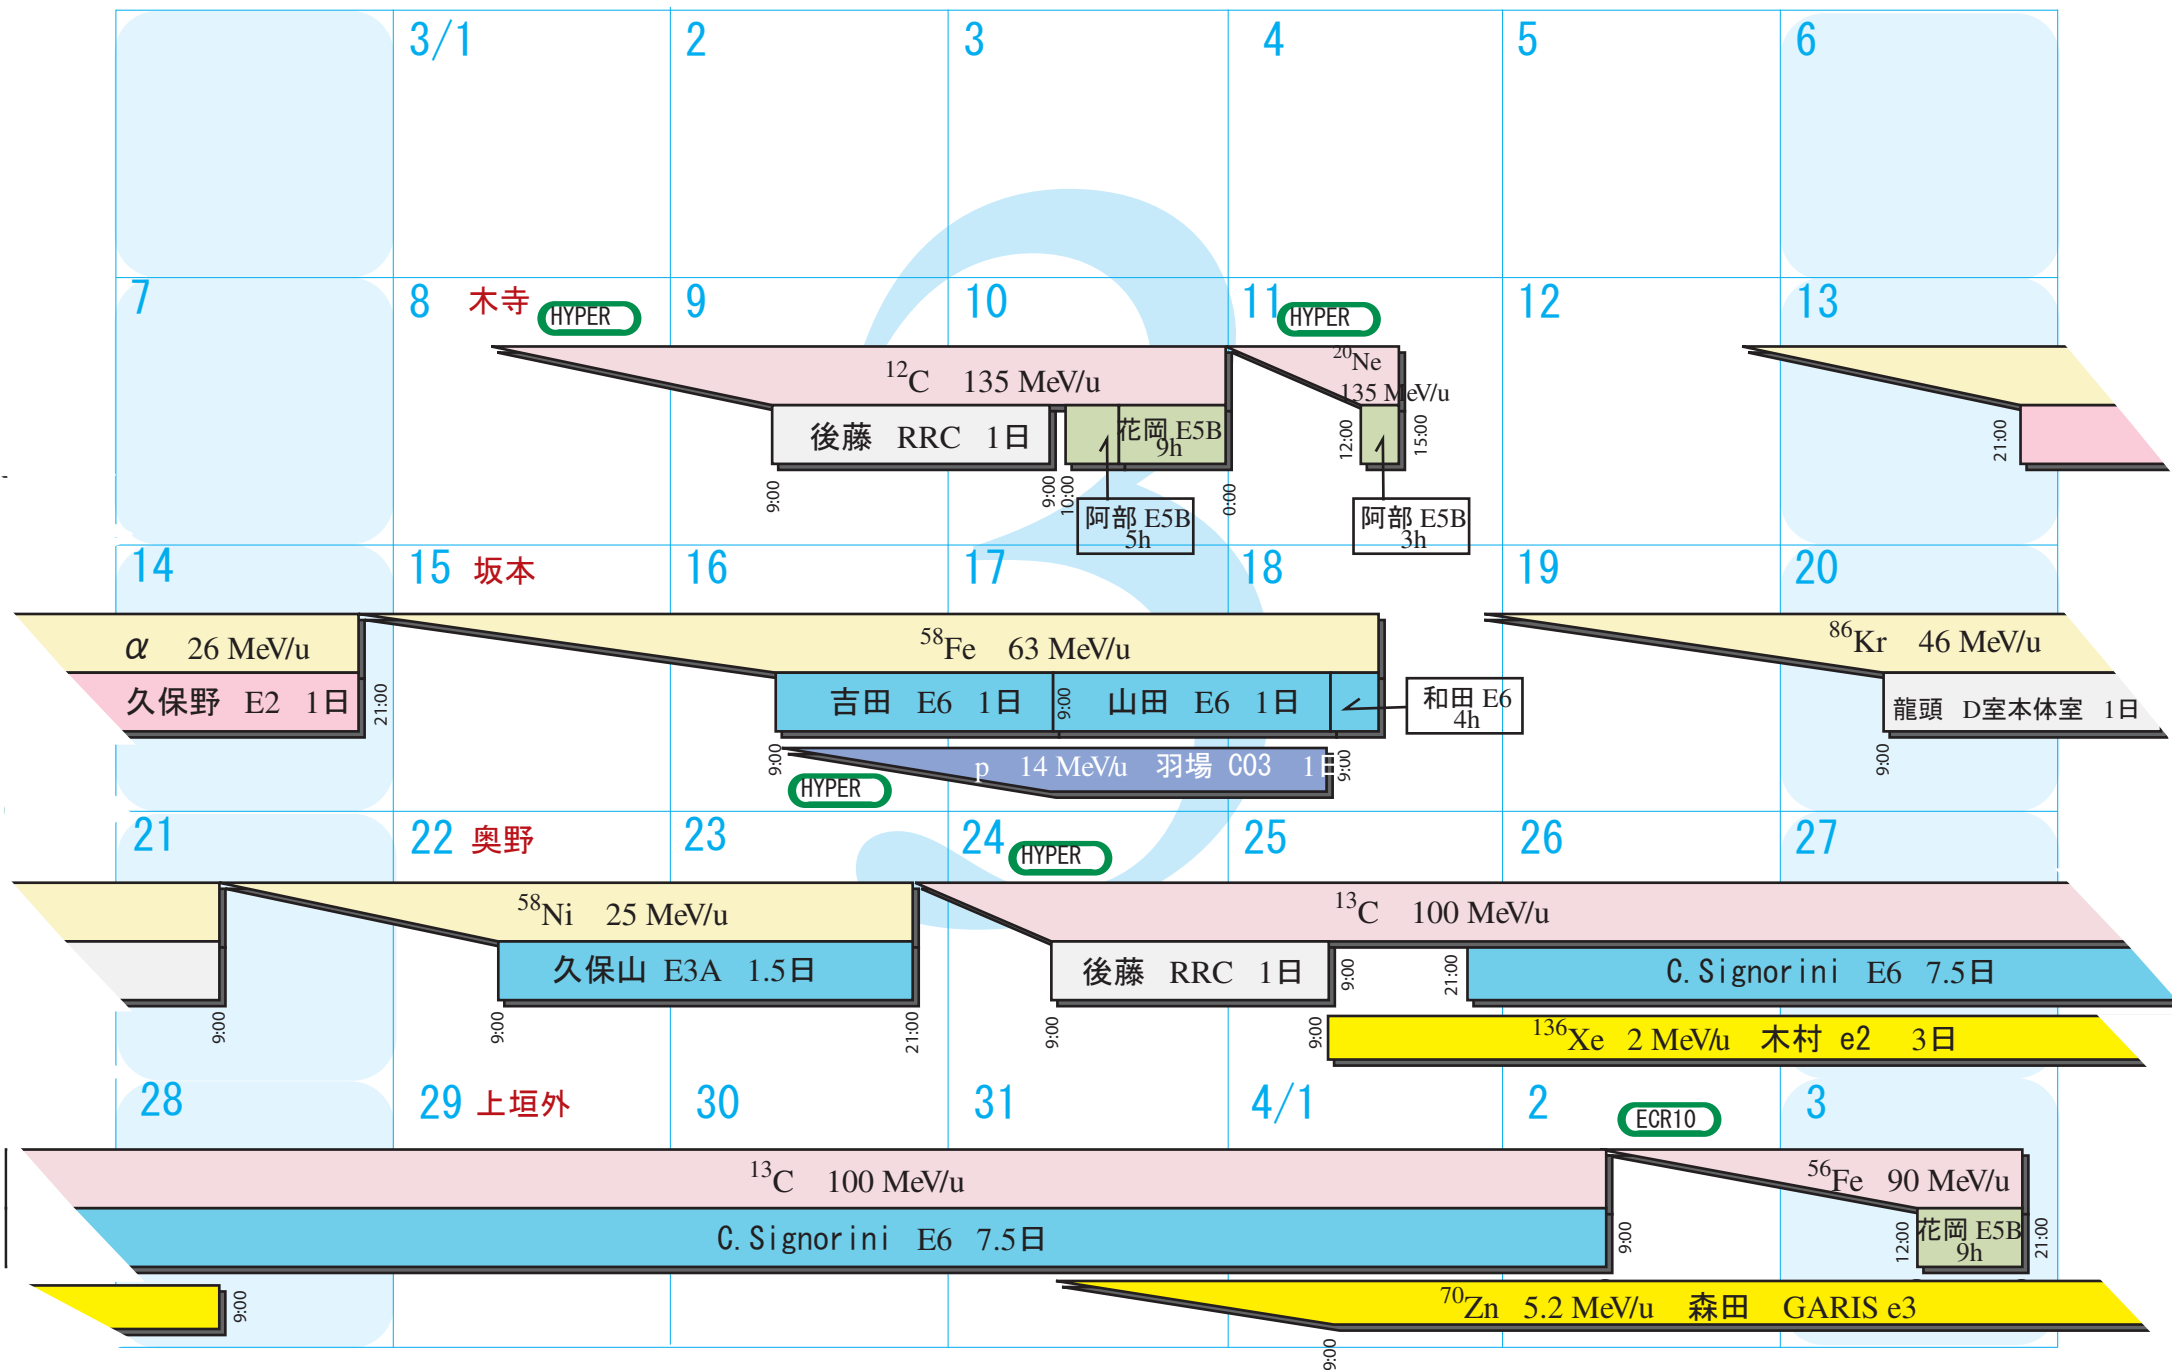 3/1 2 3 4 5 6
7 8 木寺 9 10 11 12 13
HYPER HYPER
¹²C 135 MeV/u
²⁰Ne
135 MeV/u
後藤 RRC 1日
花岡 E5B
9h
12:00 15:00 21:00
9:00 9:00 10:00 0:00
阿部 E5B
5h
阿部 E5B
3h
14 15 坂本 16 17 18 19 20
α 26 MeV/u
⁵⁸Fe 63 MeV/u
⁸⁶Kr 46 MeV/u
久保野 E2 1日
21:00
吉田 E6 1日
9:00
山田 E6 1日
和田 E6
4h
龍頭 D室本体室 1日
9:00
p 14 MeV/u 羽場 C03 1日
9:00
9:00
HYPER
21 22 奥野 23 24 25 26 27
HYPER
⁵⁸Ni 25 MeV/u
¹³C 100 MeV/u
久保山 E3A 1.5日
後藤 RRC 1日
9:00
21:00
C.Signorini E6 7.5日
9:00 9:00 21:00 9:00 9:00
¹³⁶Xe 2 MeV/u 木村 e2 3日
28 29 上垣外 30 31 4/1 2 3
ECR10
¹³C 100 MeV/u
⁵⁶Fe 90 MeV/u
C.Signorini E6 7.5日
9:00
12:00
花岡 E5B
9h
21:00
9:00
⁷⁰Zn 5.2 MeV/u 森田 GARIS e3
9:00